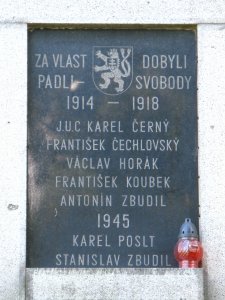 ZA VLAST DOBYLI
PADLI- SVOBODY
1914 - 1918
J.U.C KAREL ČERNÝ
FRANTIŠEK ČECHLOVSKÝ
VÁCLAV HORÁK
FRANTIŠEK KOUBEK
ANTONÍN ZBUDIL
1945
KAREL POSLT
STANISLAV ZBUDIL